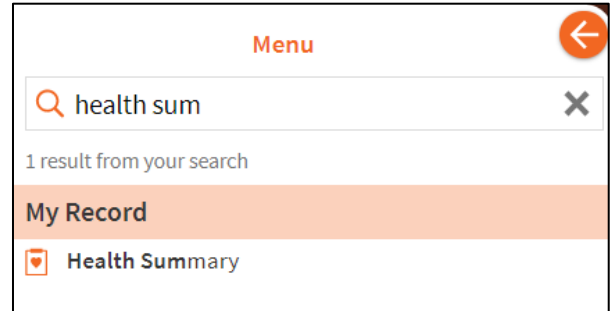 Menu
health sum
1 result from your search
My Record
Health Summary